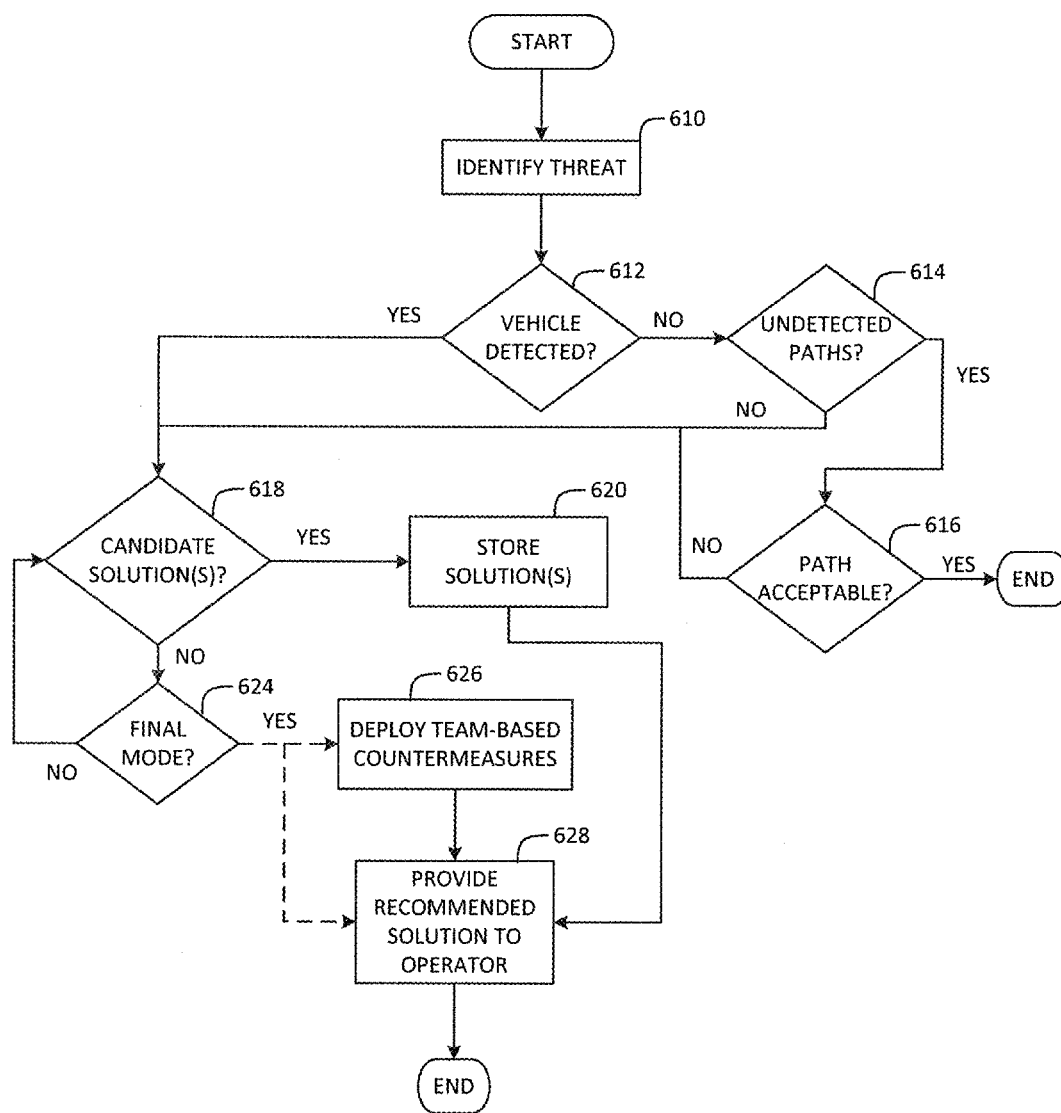 START
610
IDENTIFY THREAT
612
614
YES
VEHICLE
DETECTED?
NO
UNDETECTED
PATHS?
YES
NO
618
620
616
CANDIDATE
SOLUTION(S)?
YES
STORE
SOLUTION(S)
NO
PATH
ACCEPTABLE?
YES
END
NO
624
626
FINAL
MODE?
YES
NO
DEPLOY TEAM-BASED
COUNTERMEASURES
628
PROVIDE
RECOMMENDED
SOLUTION TO
OPERATOR
END